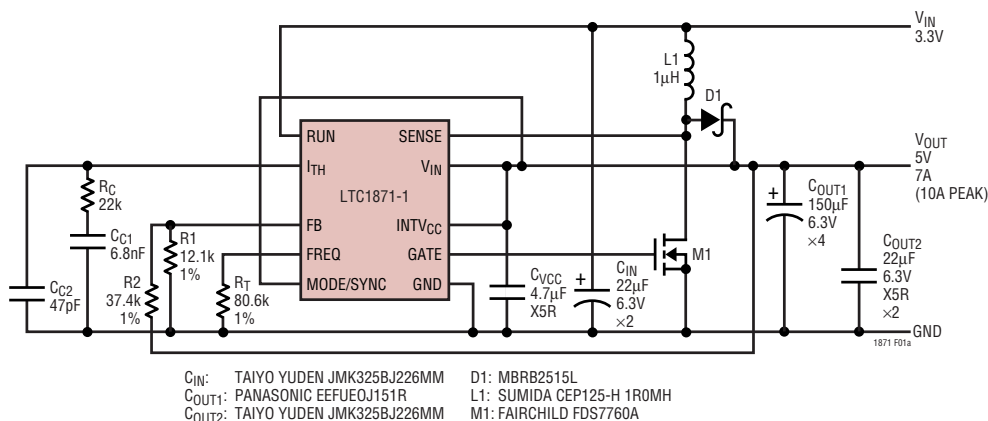 VIN
3.3V
L1
1μH
D1
RUN
SENSE
VOUT
5V
7A
(10A PEAK)
ITH
VIN
LTC1871-1
RC
22k
CC1
6.8nF
FB
INTVCC
R1
12.1k
1%
FREQ
GATE
M1
COUT1
150μF
6.3V
×4
+
COUT2
22μF
6.3V
X5R
×2
CC2
47pF
R2
37.4k
1%
RT
80.6k
1%
MODE/SYNC
GND
CVCC
4.7μF
X5R
CIN
22μF
6.3V
×2
+
GND
1871 F01a
CIN: TAIYO YUDEN JMK325BJ226MM
COUT1: PANASONIC EEFUEOJ151R
COUT2: TAIYO YUDEN JMK325BJ226MM
D1: MBRB2515L
L1: SUMIDA CEP125-H 1R0MH
M1: FAIRCHILD FDS7760A